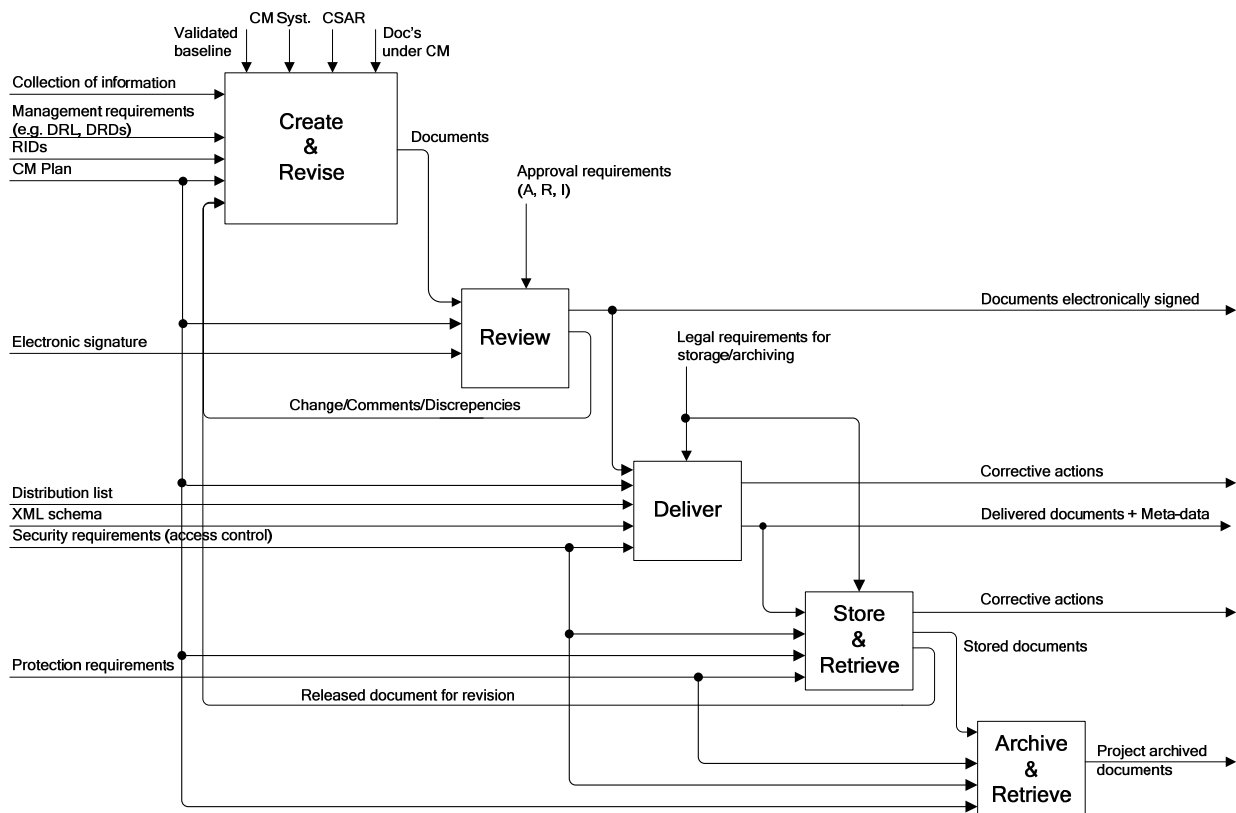 CM Syst.
CSAR
Validated
baseline
Doc's
under CM
Collection of information
Management requirements
(e.g. DRL, DRDs)
RIDs
CM Plan
Create
&
Revise
Documents
Approval requirements
(A, R, I)
Documents electronically signed
Electronic signature
Review
Legal requirements for
storage/archiving
Change/Comments/Discrepencies
Distribution list
XML schema
Security requirements (access control)
Deliver
Corrective actions
Delivered documents + Meta-data
Store
&
Retrieve
Corrective actions
Stored documents
Protection requirements
Released document for revision
Archive
&
Retrieve
Project archived
documents